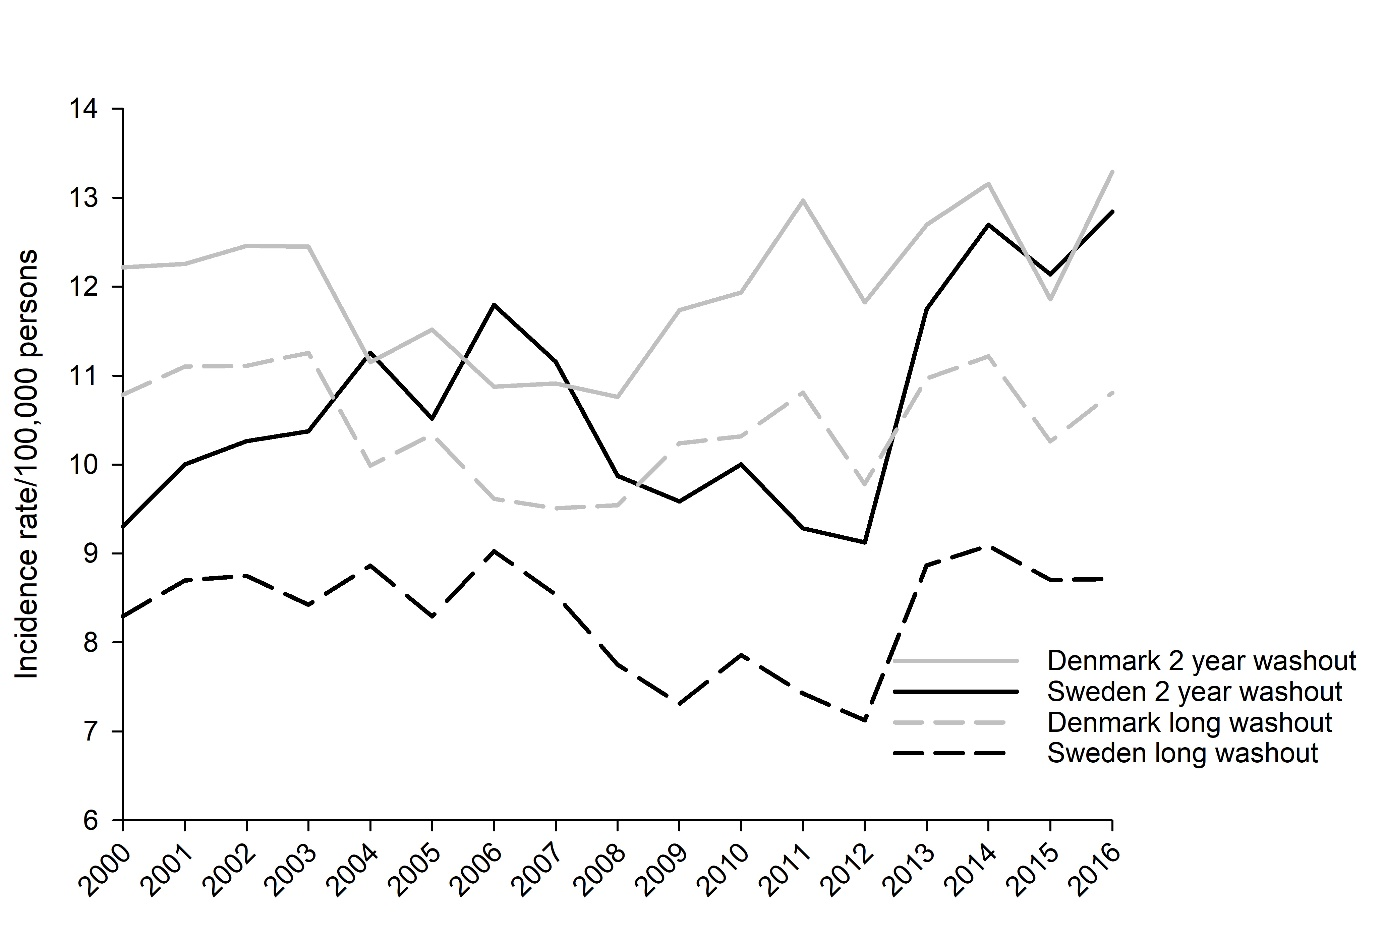 Incidence rate/100,000 persons
14
13
12
11
10
9
8
7
6
Denmark 2 year washout
Sweden 2 year washout
Denmark long washout
Sweden long washout
2000 2001 2002 2003 2004 2005 2006 2007 2008 2009 2010 2011 2012 2013 2014 2015 2016